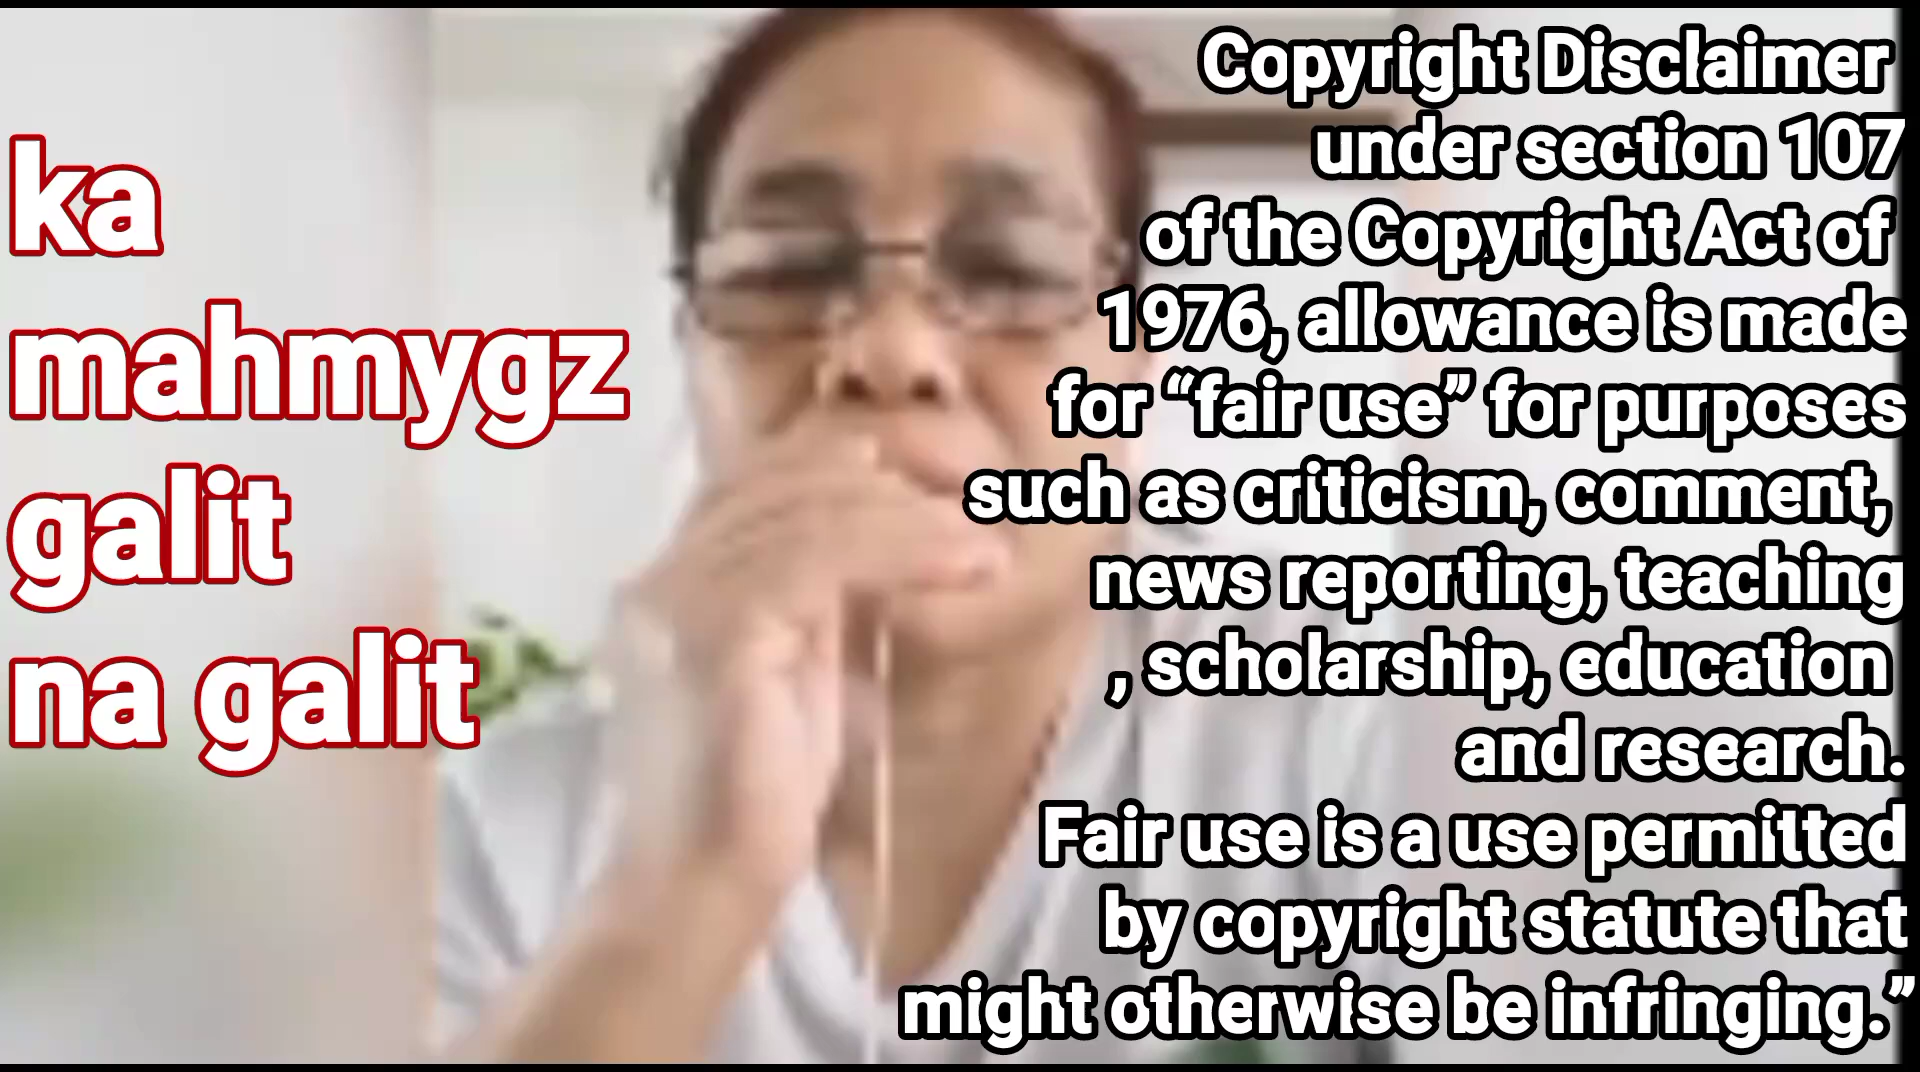 ka
mahmygz
galit
na galit
Copyright Disclaimer
under section 107
of the Copyright Act of
1976, allowance is made
for “fair use” for purposes
such as criticism, comment,
news reporting, teaching
, scholarship, education
and research.
Fair use is a use permitted
by copyright statute that
might otherwise be infringing.”